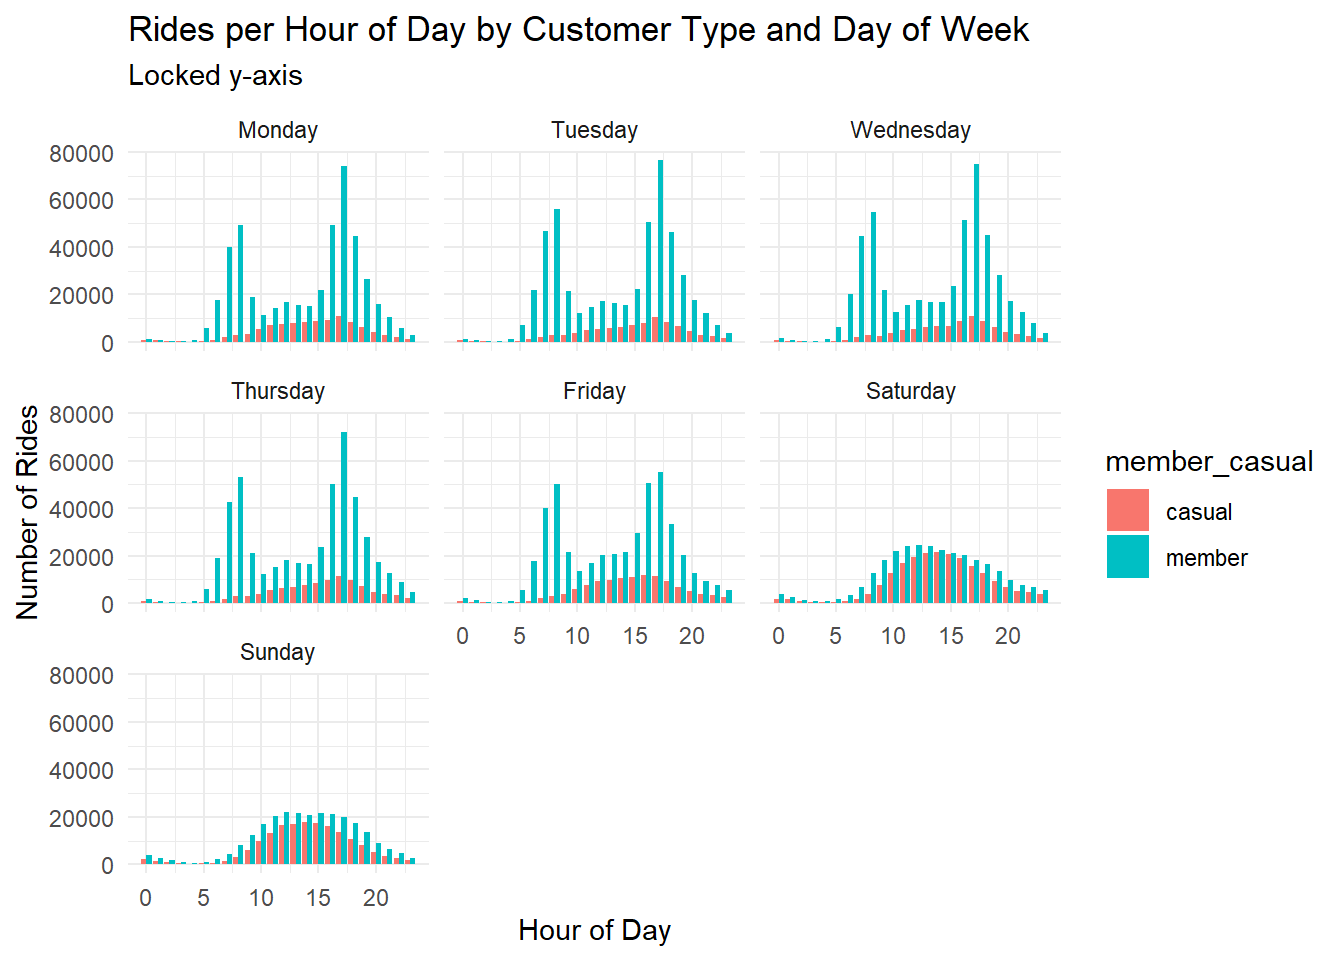 Rides per Hour of Day by Customer Type and Day of Week
Locked y-axis
Monday
Tuesday
Wednesday
80000
60000
40000
20000
0
Thursday
Friday
Saturday
80000
60000
40000
20000
0
0 5 10 15 20
0 5 10 15 20
Sunday
80000
60000
40000
20000
0
0 5 10 15 20
Hour of Day
Number of Rides
member_casual
casual
member